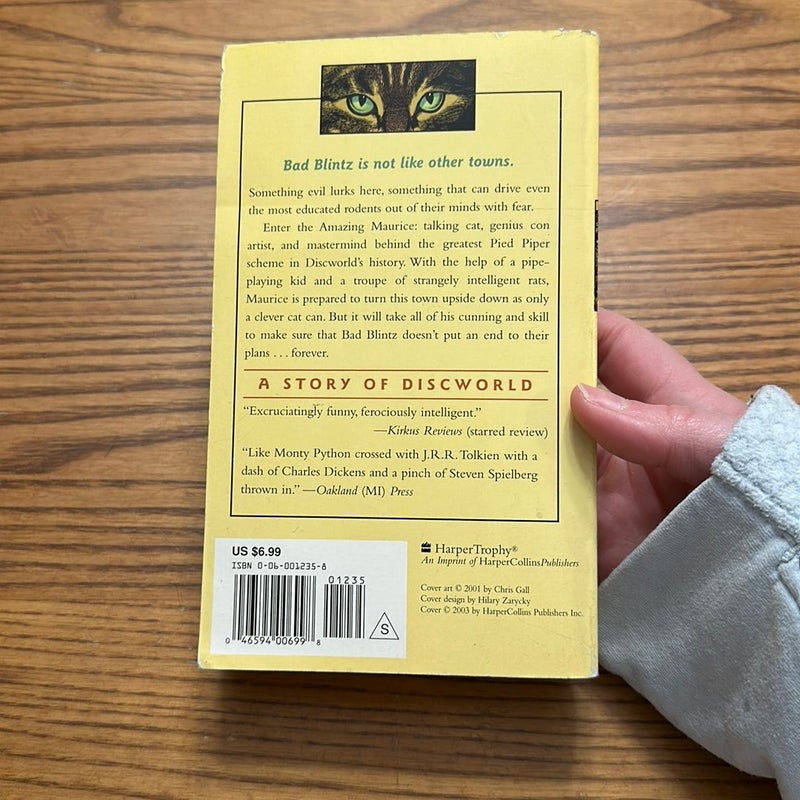 Bad Blintz is not like other towns.
Something evil lurks here, something that can drive even
the most educated rodents out of their minds with fear.
Enter the Amazing Maurice: talking cat, genius con
artist, and mastermind behind the greatest Pied Piper
scheme in Discworld's history. With the help of a pipe-
playing kid and a troupe of strangely intelligent rats,
Maurice is prepared to turn this town upside down as only
a clever cat can. But it will take all of his cunning and skill
to make sure that Bad Blintz doesn't put an end to their
plans . . . forever.
A STORY OF DISCWORLD
“Excruciatingly funny, ferociously intelligent.”
—Kirkus Reviews (starred review)
“Like Monty Python crossed with J.R.R. Tolkien with a
dash of Charles Dickens and a pinch of Steven Spielberg
thrown in.” —Oakland (MI) Press
US $6.99
ISBN 0-06-001235-8
01235
0 46594 00699 8
S
HarperTrophy®
An Imprint of HarperCollinsPublishers
Cover art © 2001 by Chris Gall
Cover design by Hilary Zarycky
Cover © 2003 by HarperCollins Publishers Inc.